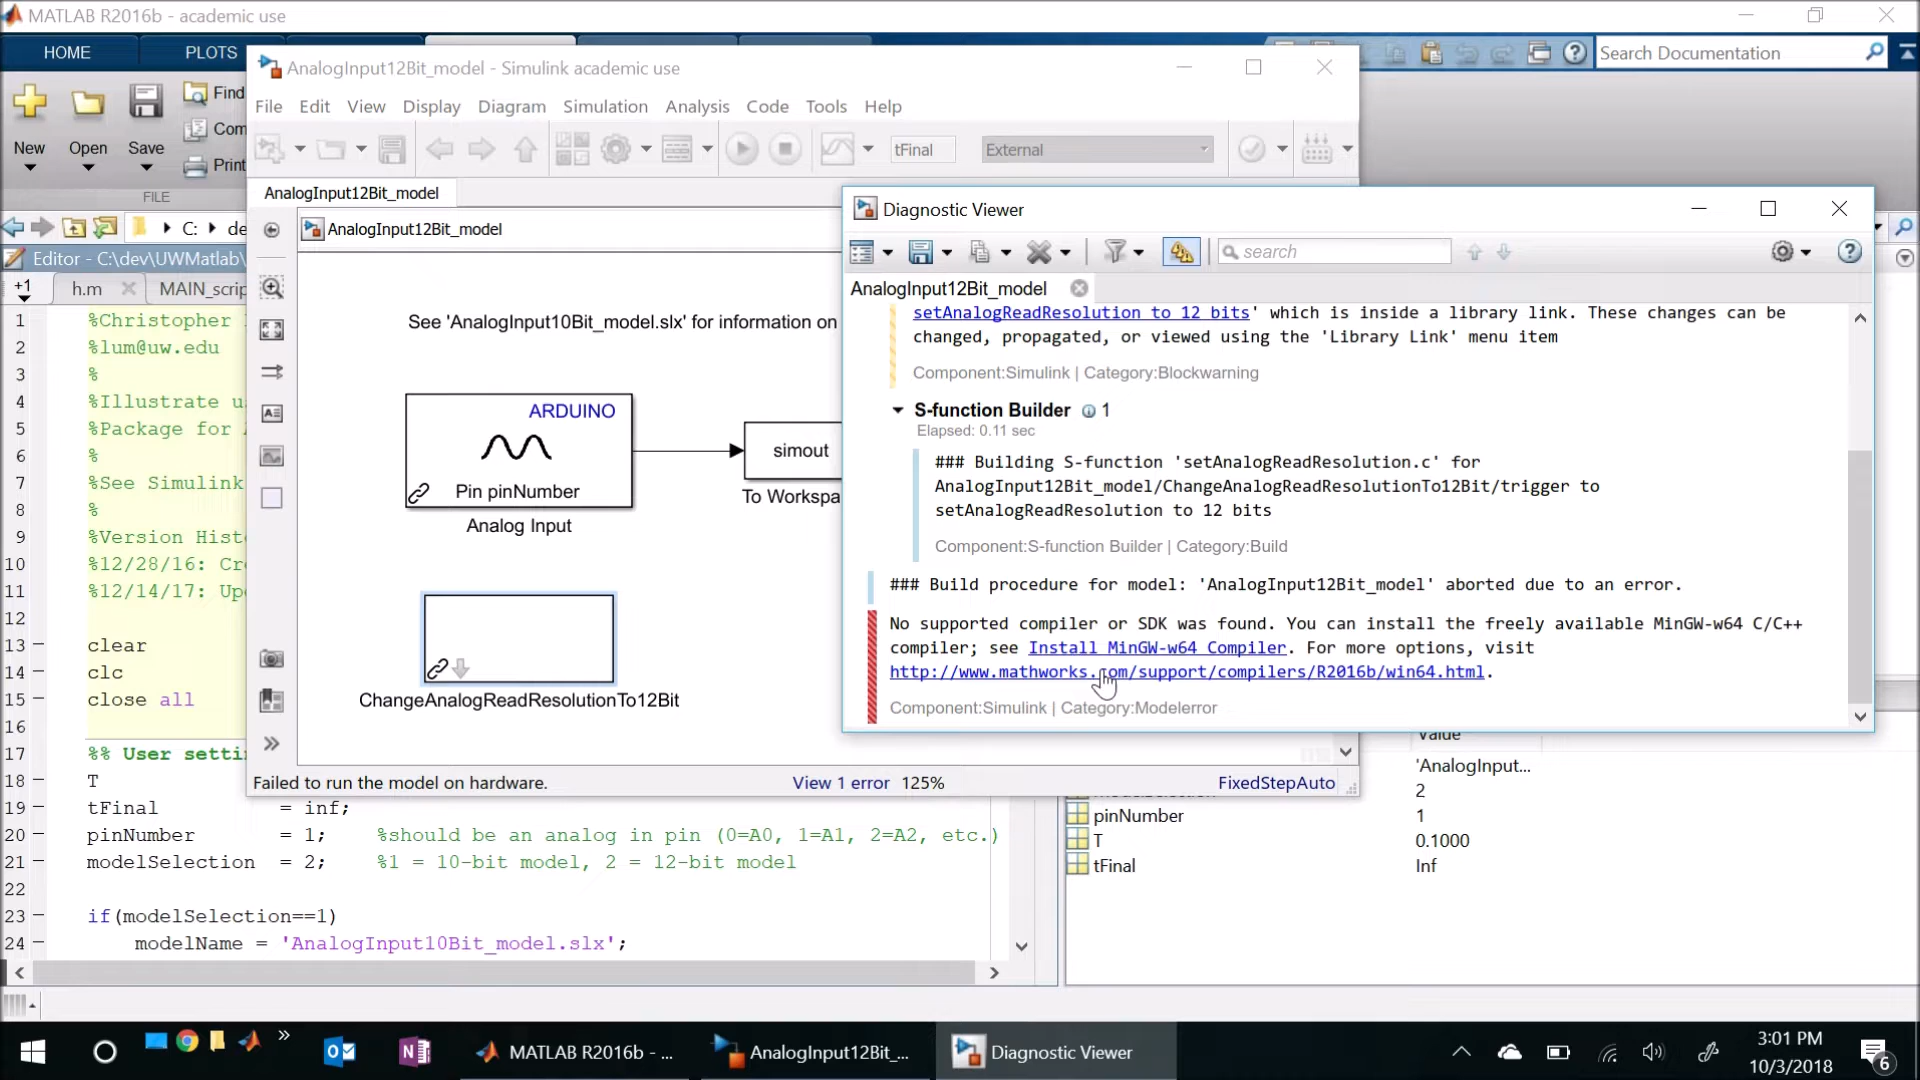 MATLAB R2016b - academic use
HOME
PLOTS
Search Documentation
New
Open
Save
Find
Com
Print
FILE
C:
de
Editor - C:\dev\UWMatlab\
+1
h.m
MAIN_scrip
1 %Christopher
2 %lum@uw.edu
3 %
4 %Illustrate u
5 %Package for
6 %
7 %See Simulink
8 %
9 %Version Hist
10 %12/28/16: Cr
11 %12/14/17: Up
12
13 clear
14 clc
15 close all
16
17 %% User setti
18 T
19 tFinal = inf;
20 pinNumber = 1; %should be an analog in pin (0=A0, 1=A1, 2=A2, etc.)
21 modelSelection = 2; %1 = 10-bit model, 2 = 12-bit model
22
23 if(modelSelection==1)
24 modelName = 'AnalogInput10Bit_model.slx';
AnalogInput12Bit_model - Simulink academic use
File Edit View Display Diagram Simulation Analysis Code Tools Help
tFinal
External
AnalogInput12Bit_model
AnalogInput12Bit_model
See 'AnalogInput10Bit_model.slx' for information on
ARDUINO
Pin pinNumber
Analog Input
simout
To Workspa
ChangeAnalogReadResolutionTo12Bit
Failed to run the model on hardware.
View 1 error
125%
FixedStepAuto
Diagnostic Viewer
search
AnalogInput12Bit_model
setAnalogReadResolution to 12 bits' which is inside a library link. These changes can be
changed, propagated, or viewed using the 'Library Link' menu item
Component:Simulink | Category:Blockwarning
S-function Builder 1
Elapsed: 0.11 sec
### Building S-function 'setAnalogReadResolution.c' for
AnalogInput12Bit_model/ChangeAnalogReadResolutionTo12Bit/trigger to
setAnalogReadResolution to 12 bits
Component:S-function Builder | Category:Build
### Build procedure for model: 'AnalogInput12Bit_model' aborted due to an error.
No supported compiler or SDK was found. You can install the freely available MinGW-w64 C/C++
compiler; see Install MinGW-w64 Compiler. For more options, visit
http://www.mathworks.com/support/compilers/R2016b/win64.html.
Component:Simulink | Category:Modelerror
Value
'AnalogInput...
2
pinNumber 1
T 0.1000
tFinal Inf
MATLAB R2016b - ...
AnalogInput12Bit_...
Diagnostic Viewer
3:01 PM
10/3/2018
6